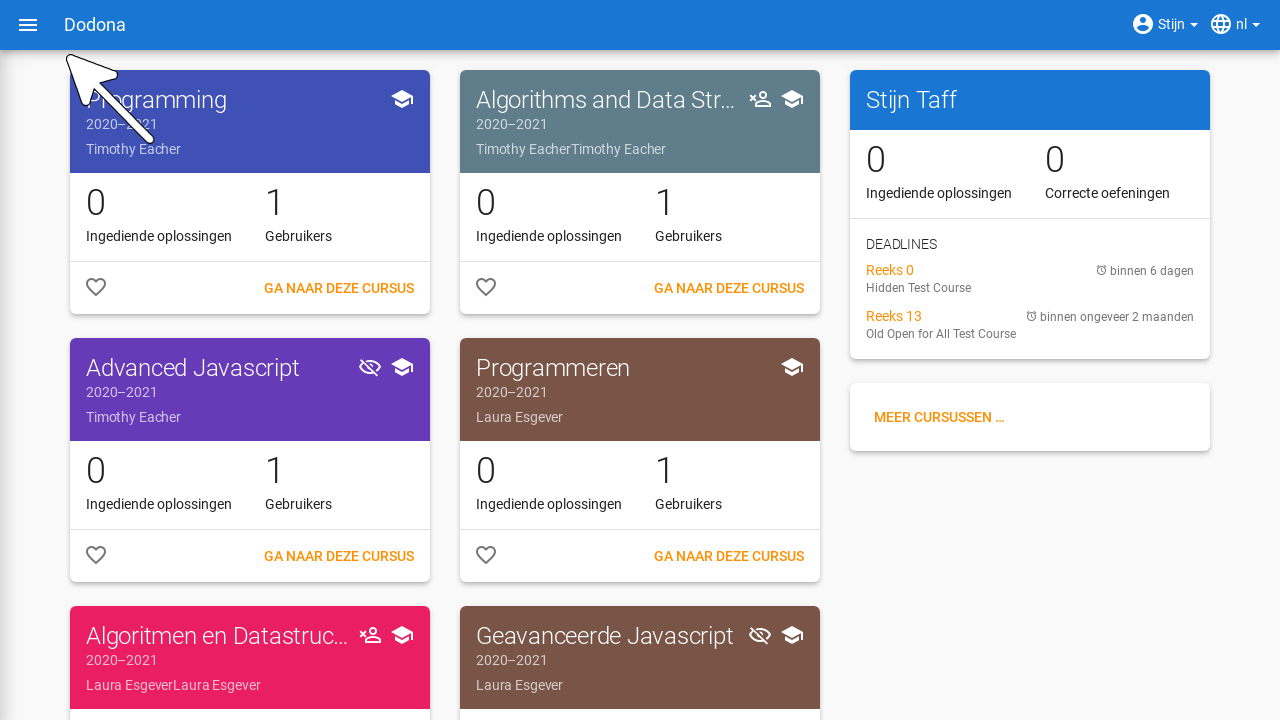 Dodona
Stijn
nl
Programming
2020–2021
Timothy Eacher
0
Ingediende oplossingen
1
Gebruikers
GA NAAR DEZE CURSUS
Algorithms and Data Str...
2020–2021
Timothy EacherTimothy Eacher
0
Ingediende oplossingen
1
Gebruikers
GA NAAR DEZE CURSUS
Stijn Taff
0
Ingediende oplossingen
0
Correcte oefeningen
DEADLINES
Reeks 0
binnen 6 dagen
Hidden Test Course
Reeks 13
binnen ongeveer 2 maanden
Old Open for All Test Course
MEER CURSUSSEN ...
Advanced Javascript
2020–2021
Timothy Eacher
0
Ingediende oplossingen
1
Gebruikers
GA NAAR DEZE CURSUS
Programmeren
2020–2021
Laura Esgever
0
Ingediende oplossingen
1
Gebruikers
GA NAAR DEZE CURSUS
Algoritmen en Datastruc...
2020–2021
Laura EsgeverLaura Esgever
Geavanceerde Javascript
2020–2021
Laura Esgever